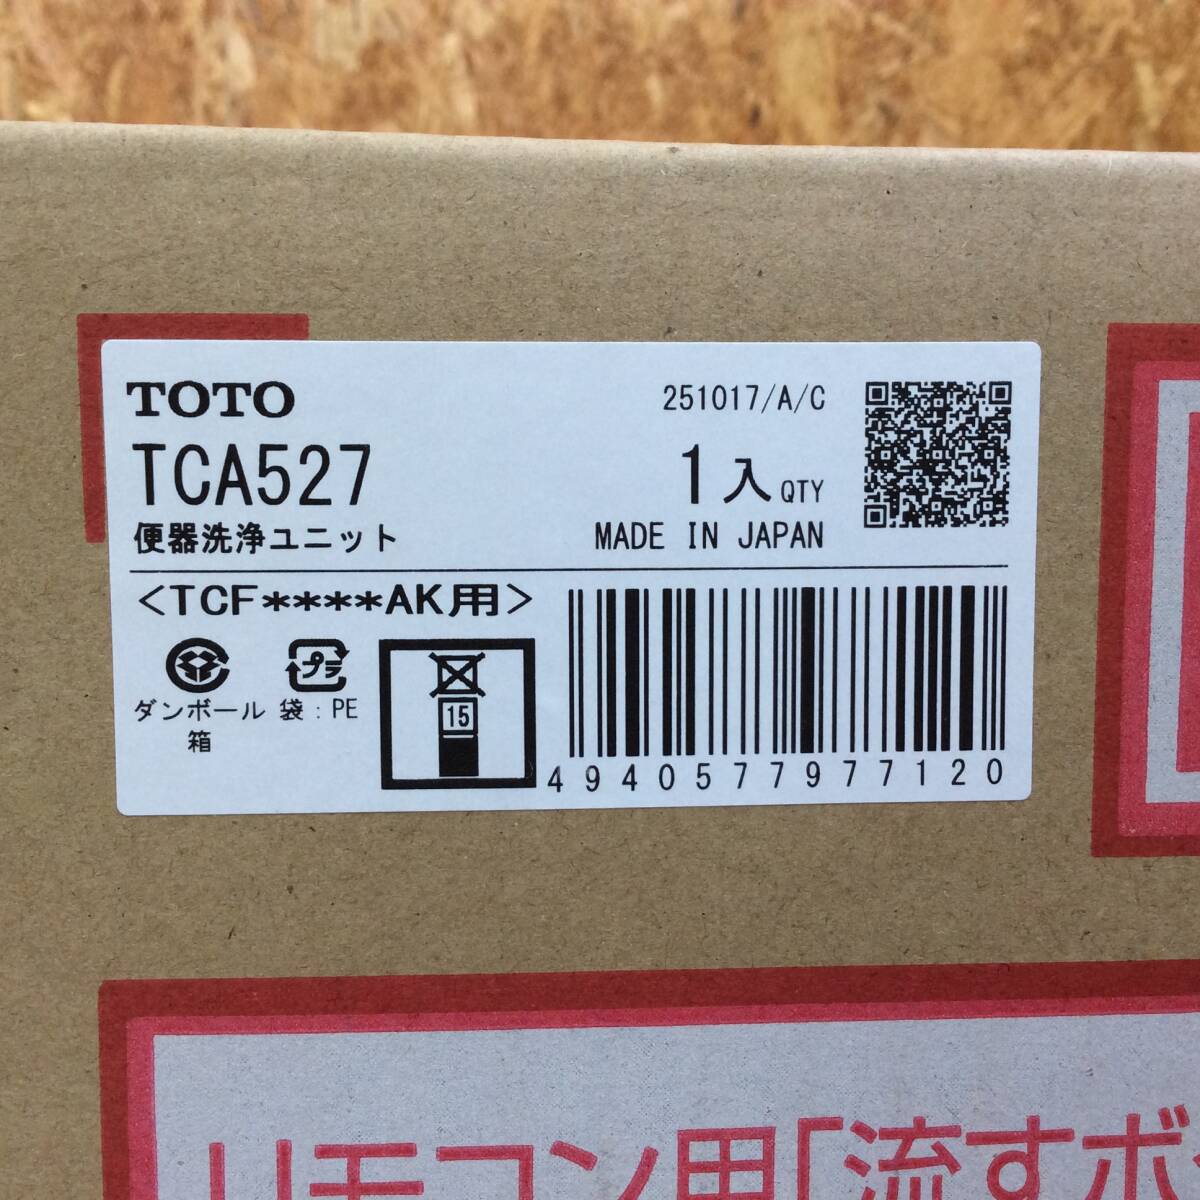 TOTO
251017/A/C
TCA527
1入QTY
便器洗浄ユニット
MADE IN JAPAN
<TCF****AK用>
プラ
ダンボール箱
袋:PE
15
4940577977120
リモコン用「流すボ